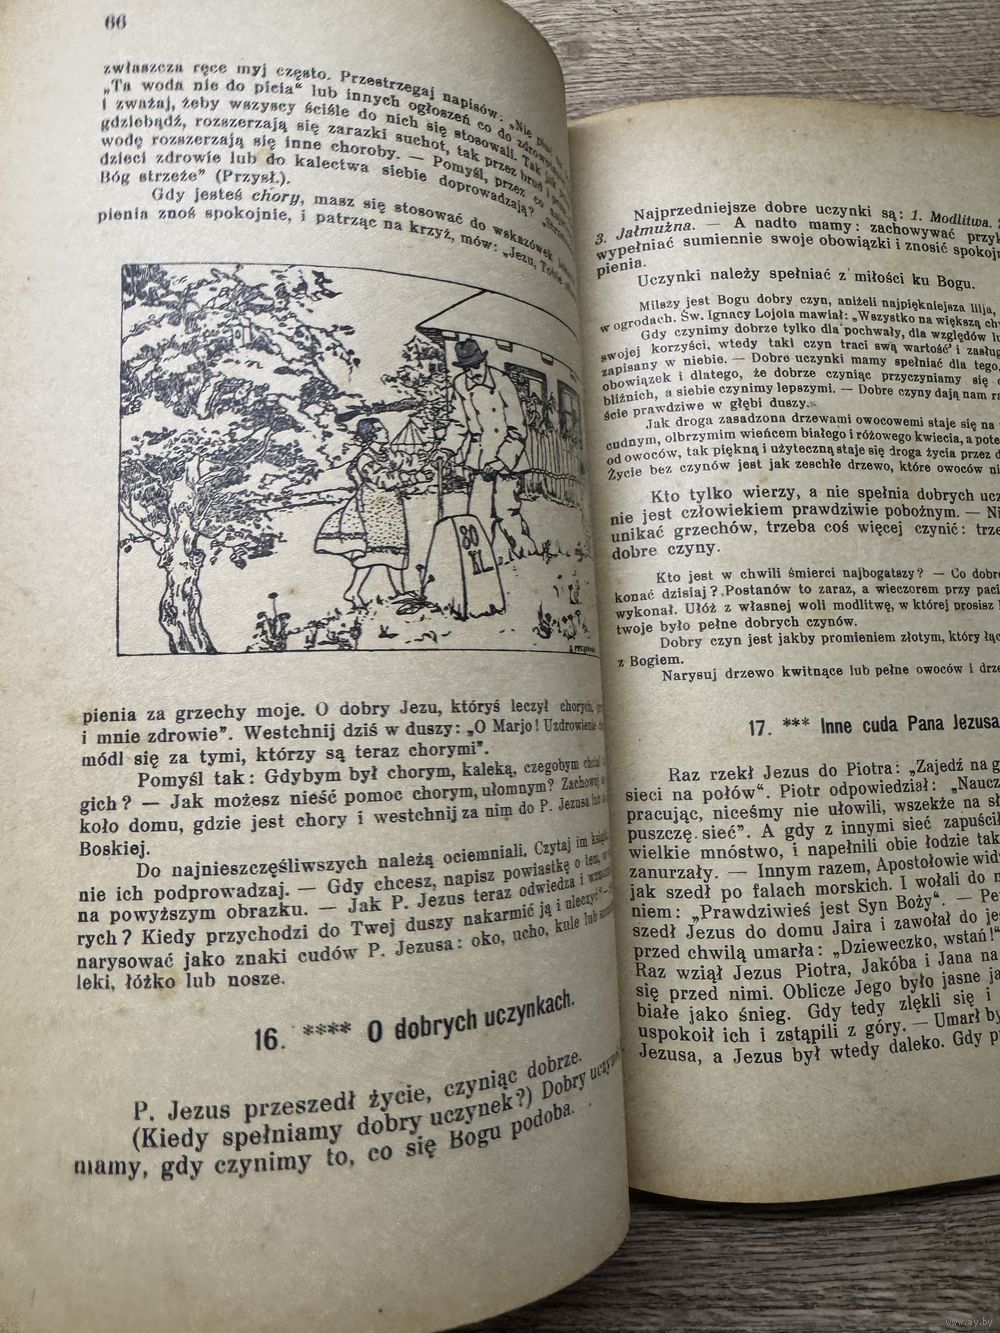 66
zwłaszcza ręce myj często. Przestrzegaj napisów: „Nie
„Ta woda nie do picia“ lub innych ogłoszeń co do
i zważaj, żeby wszyscy ściśle do nich się stosowali. Tak jak
gdziebądź, rozszerzają się zarazki suchot, tak przez brud i
wodę rozszerzają się inne choroby. — Pomyśl, przez co
dzieci zdrowie lub do kalectwa siebie doprowadzają?
Bóg strzeże” (Przysł.).
Gdy jesteś chory, masz się stosować do wskazówek
pienia znoś spokojnie, i patrząc na krzyż, mów: „Jezu,
80
KL.
pienia za grzechy moje. O dobry Jezu, któryś leczył chorych,
i mnie zdrowie”. Westchnij dziś w duszy: „O Marjo! Uzdrowienie
módl się za tymi, którzy są teraz chorymi”.
Pomyśl tak: Gdybym był chorym, kaleką, czegobym chciał
gich? — Jak możesz nieść pomoc chorym, ułomnym? Zachowuj
koło domu, gdzie jest chory i westchnij za nim do P. Jezusa lub
Boskiej.
Do najnieszczęśliwszych należą ociemniali. Czytaj im
nie ich podprowadzaj. — Gdy chcesz, napisz powiastkę o tem,
na powyższym obrazku. — Jak P. Jezus teraz odwiedza i
rych? Kiedy przychodzi do Twej duszy nakarmić ją i uleczyć? —
narysować jako znaki cudów P. Jezusa: oko, ucho, kule lub
leki, łóżko lub nosze.
16. **** O dobrych uczynkach.
P. Jezus przeszedł życie, czyniąc dobrze.
(Kiedy spełniamy dobry uczynek?) Dobry
mamy, gdy czynimy to, co się Bogu podoba.
Najprzedniejsze dobre uczynki są: 1. Modlitwa.
3. Jałmużna. — A nadto mamy: zachowywać
wypełniać sumiennie swoje obowiązki i znosić
pienia.
Uczynki należy spełniać z miłości ku Bogu.
Milszy jest Bogu dobry czyn, aniżeli najpiękniejsza lilja,
w ogrodach. Św. Ignacy Lojola mawiał: „Wszystko na większą
Gdy czynimy dobrze tylko dla pochwały, dla względów
swojej korzyści, wtedy taki czyn traci swą wartość i
zapisany w niebie. — Dobre uczynki mamy spełniać dla tego,
obowiązek i dlatego, że dobrze czyniąc przyczyniamy się
bliźnich, a siebie czynimy lepszymi. — Dobre czyny dają nam
ście prawdziwe w głębi duszy.
Jak droga zasadzona drzewami owocowemi staje się na
cudnym, olbrzymim wieńcem białego i różowego kwiecia, a
od owoców, tak piękną i użyteczną staje się droga życia przez
Życie bez czynów jest jak zeschłe drzewo, które owoców
Kto tylko wierzy, a nie spełnia dobrych
nie jest człowiekiem prawdziwie pobożnym. —
unikać grzechów, trzeba coś więcej czynić:
dobre czyny.
Kto jest w chwili śmierci najbogatszy? — Co
konać dzisiaj? Postanów to zaraz, a wieczorem przy
wykonał. Ułóż z własnej woli modlitwę, w której prosisz
twoje było pełne dobrych czynów.
Dobry czyn jest jakby promieniem złotym, który
z Bogiem.
Narysuj drzewo kwitnące lub pełne owoców i
17. *** Inne cuda Pana Jezusa
Raz rzekł Jezus do Piotra: „Zajedź na
sieci na połów“. Piotr odpowiedział:
pracując, niceśmy nie ułowili, wszekże na
puszczę sieć”. A gdy z innymi sieć
wielkie mnóstwo, i napełnili obie łodzie
zanurzały. — Innym razem, Apostołowie
jak szedł po falach morskich. I wołali do
niem: „Prawdziwieś jest Syn Boży“. —
szedł Jezus do domu Jaira i zawołał do
przed chwilą umarła: „Dzieweczko, wstań!“
Raz wziął Jezus Piotra, Jakóba i Jana na
się przed nimi. Oblicze Jego było jasne
białe jako śnieg. Gdy tedy zlękli się i
uspokoił ich i zstąpili z góry. — Umarł
Jezusa, a Jezus był wtedy daleko. Gdy
www.ay.by